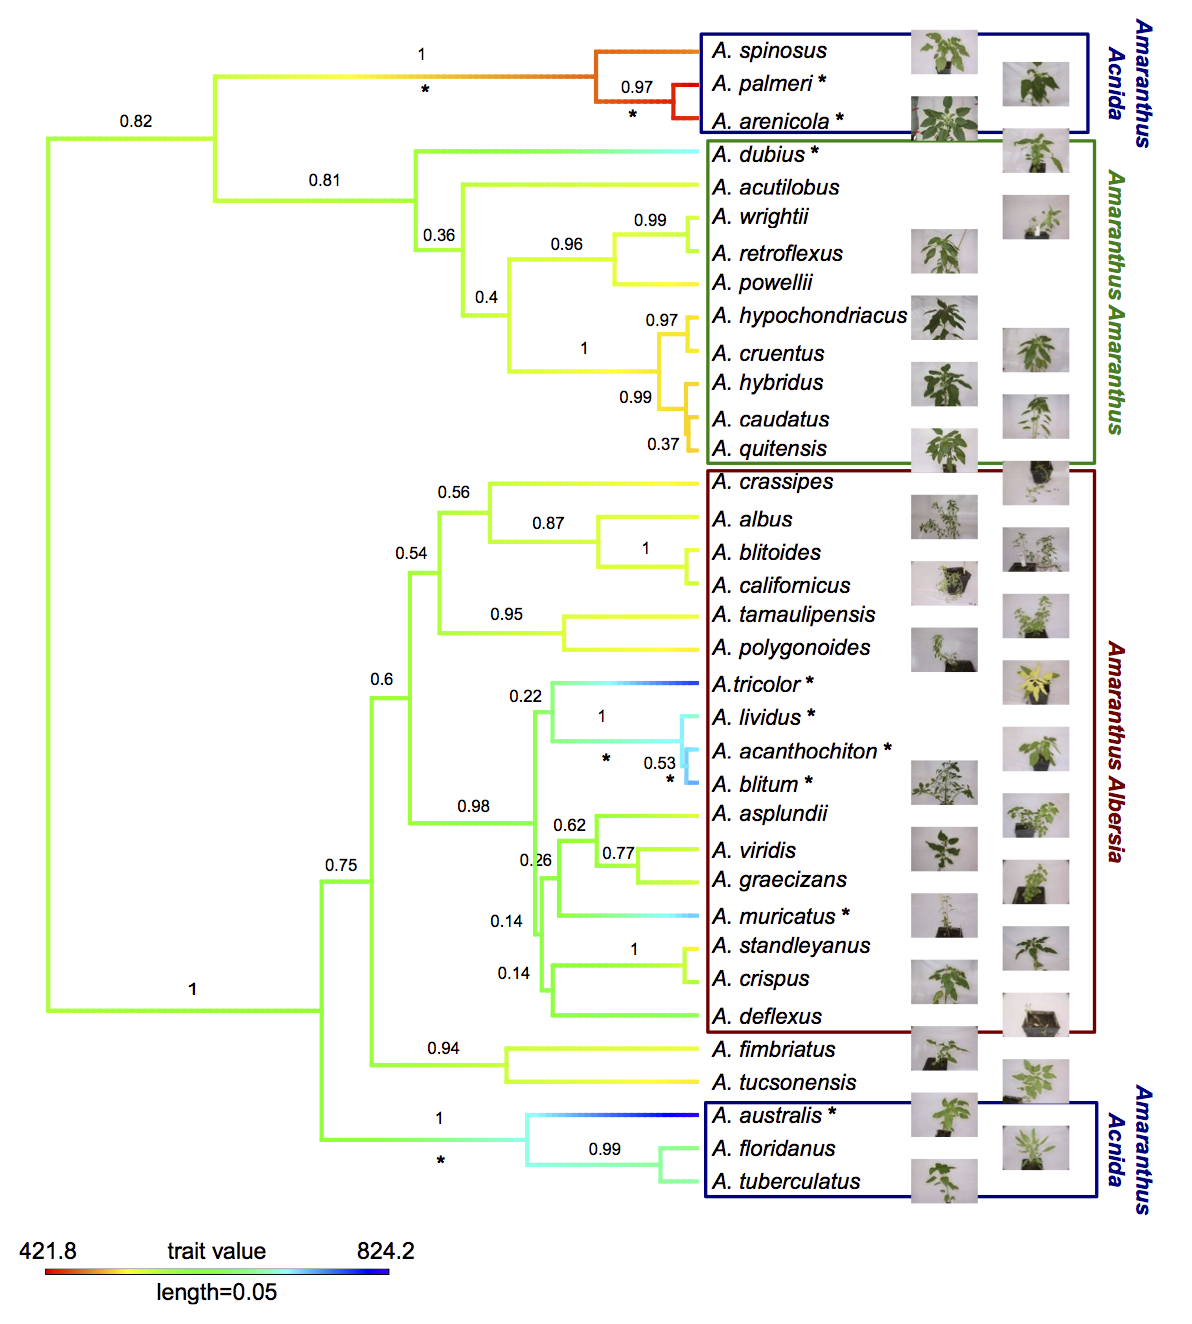 1
A. spinosus
0.97
A. palmeri *
*
*
A. arenicola *
Amaranthus
Acnida
0.82
A. dubius *
0.81
A. acutilobus
0.99
A. wrightii
0.36
0.96
A. retroflexus
A. powellii
0.4
0.97
A. hypochondriacus
1
A. cruentus
A. hybridus
0.99
A. caudatus
0.37
A. quitensis
Amaranthus Amaranthus
A. crassipes
0.56
0.87
A. albus
0.54
1
A. blitoides
A. californicus
0.95
A. tamaulipensis
A. polygonoides
0.6
A.tricolor *
0.22
1
A. lividus *
*
0.53
A. acanthochiton *
*
A. blitum *
0.98
0.62
A. asplundii
0.26
0.77
A. viridis
0.75
A. graecizans
0.14
A. muricatus *
1
A. standleyanus
0.14
A. crispus
1
A. deflexus
Amaranthus Albersia
0.94
A. fimbriatus
A. tucsonensis
1
A. australis *
*
0.99
A. floridanus
A. tuberculatus
Amaranthus
Acnida
421.8 trait value 824.2
length=0.05